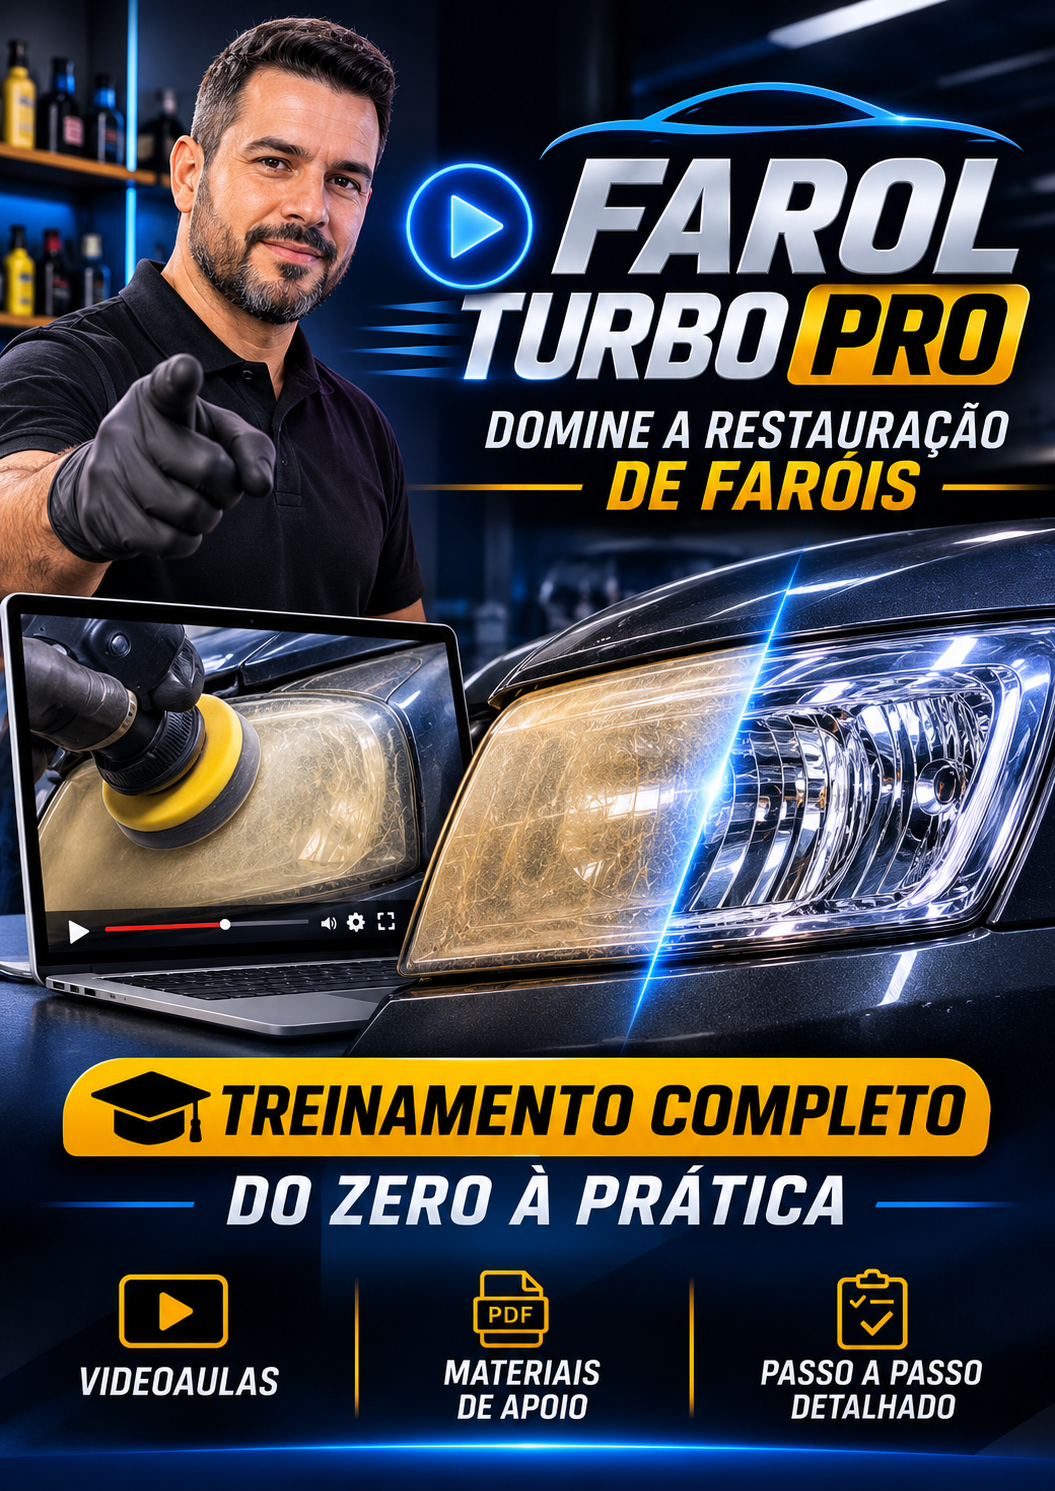 FAROL
TURBO PRO
DOMINE A RESTAURAÇÃO
DE FARÓIS
TREINAMENTO COMPLETO
DO ZERO À PRÁTICA
VIDEOAULAS
PDF
MATERIAIS
DE APOIO
PASSO A PASSO
DETALHADO